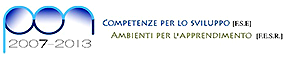 pon
2007-2013
COMPETENZE PER LO SVILUPPO [F.S.E]
AMBIENTI PER L'APPRENDIMENTO [F.E.S.R.]